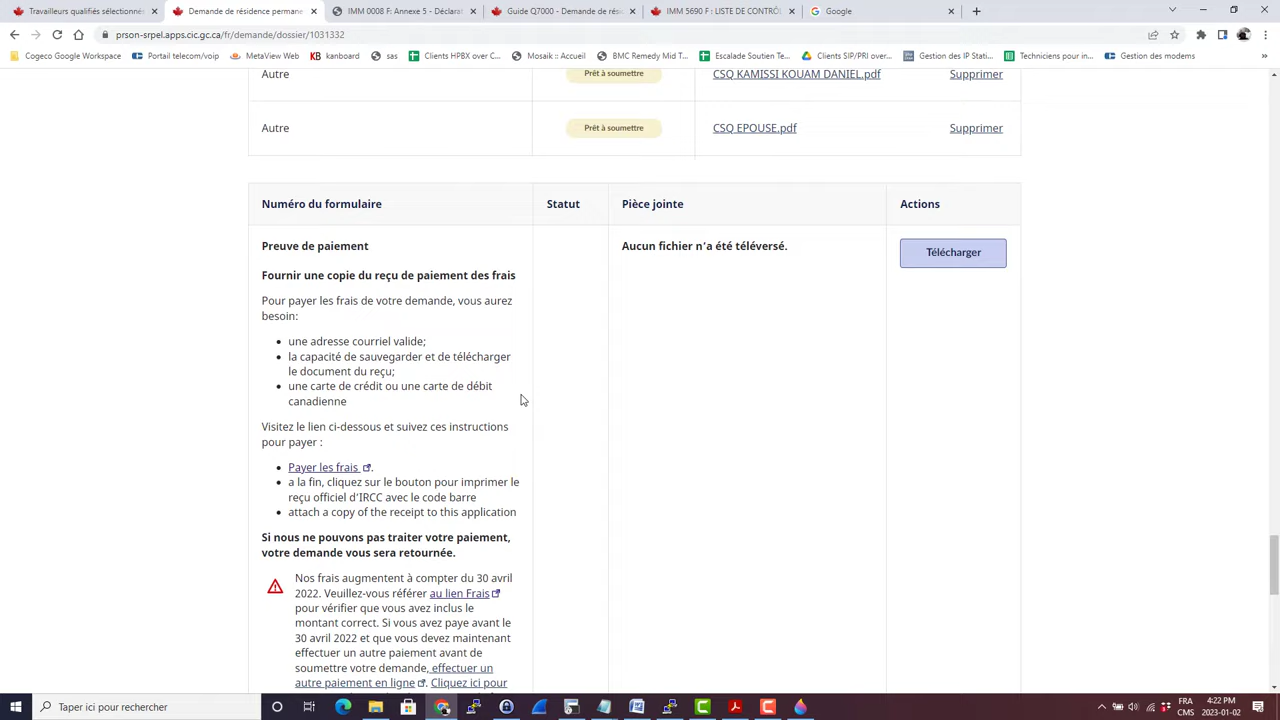 Travailleurs qualifiés sélectionnés
Demande de résidence permane
IMM 0008 F: Annexe 5 - Déclarat
Guide Q7000 - Demande de rési
IMM 5690 F : LISTE DE CONTRÔL
Google
prson-srpel.apps.cic.gc.ca/fr/demande/dossier/1031332
Cogeco Google Workspace
Portail telecom/voip
MetaView Web
KB kanboard
sas
Clients HPBX over C...
Mosaik :: Accueil
BMC Remedy Mid T...
Escalade Soutien Te...
Clients SIP/PRI over...
Gestion des IP Stati...
Techniciens pour in...
Gestion des modems
»
Autre
Prêt à soumettre
CSQ KAMISSI KOUAM DANIEL.pdf
Supprimer
Autre
Prêt à soumettre
CSQ EPOUSE.pdf
Supprimer
Numéro du formulaire
Statut
Pièce jointe
Actions
Preuve de paiement
Aucun fichier n'a été téléversé.
Télécharger
Fournir une copie du reçu de paiement des frais
Pour payer les frais de votre demande, vous aurez
besoin:
• une adresse courriel valide;
• la capacité de sauvegarder et de télécharger
le document du reçu;
• une carte de crédit ou une carte de débit
canadienne
Visitez le lien ci-dessous et suivez ces instructions
pour payer :
• Payer les frais .
• a la fin, cliquez sur le bouton pour imprimer le
reçu officiel d'IRCC avec le code barre
• attach a copy of the receipt to this application
Si nous ne pouvons pas traiter votre paiement,
votre demande vous sera retournée.
Nos frais augmentent à compter du 30 avril
2022. Veuillez-vous référer au lien Frais
pour vérifier que vous avez inclus le
montant correct. Si vous avez paye avant le
30 avril 2022 et que vous devez maintenant
effectuer un autre paiement avant de
soumettre votre demande, effectuer un
autre paiement en ligne . Cliquez ici pour
Taper ici pour rechercher
FRA
CMS
4:22 PM
2023-01-02